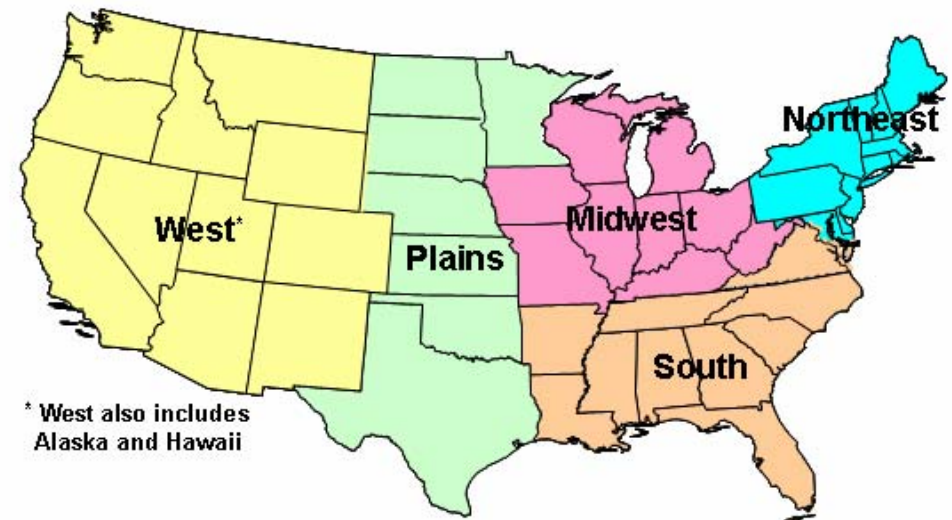 Northeast
Midwest
West*
Plains
South
* West also includes
Alaska and Hawaii